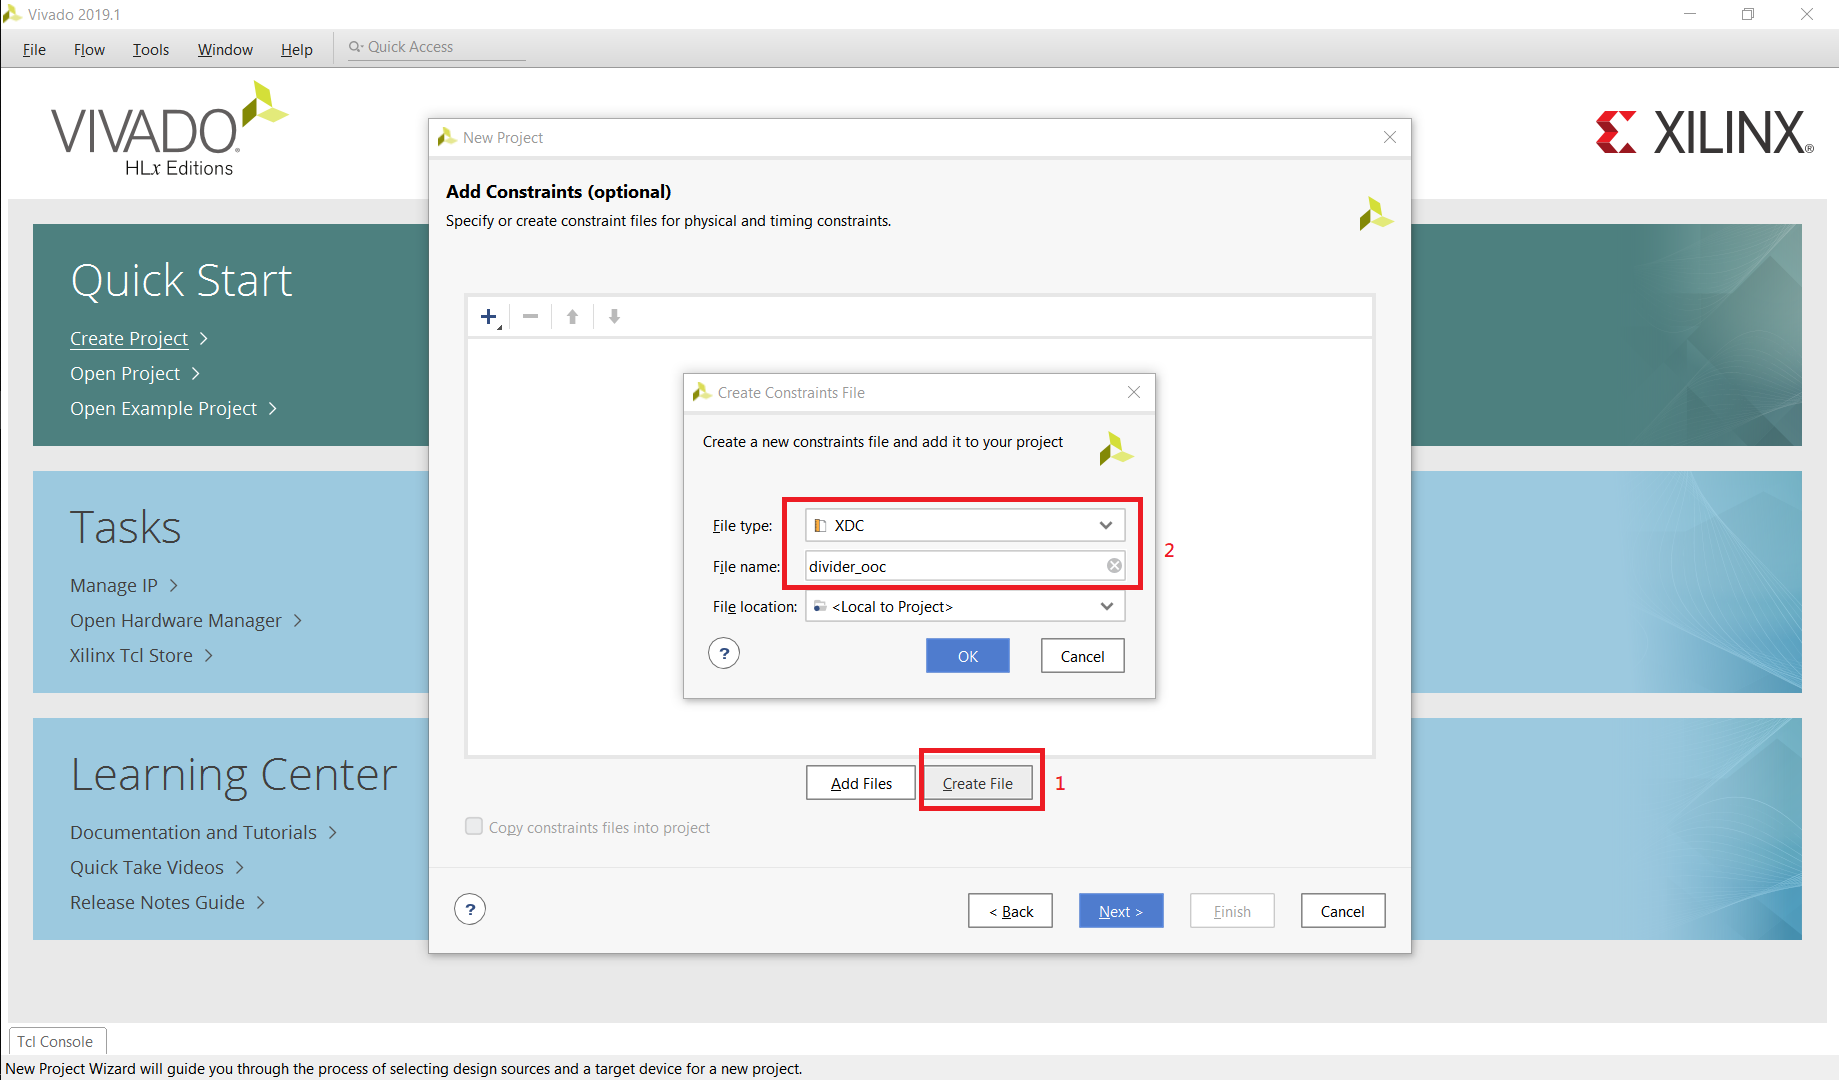 Vivado 2019.1
File Flow Tools Window Help Quick Access
VIVADO.
HLx Editions
XILINX®
New Project
Add Constraints (optional)
Specify or create constraint files for physical and timing constraints.
Quick Start
Create Project
Open Project
Open Example Project
Tasks
Manage IP
Open Hardware Manager
Xilinx Tcl Store
Learning Center
Documentation and Tutorials
Quick Take Videos
Release Notes Guide
Create Constraints File
Create a new constraints file and add it to your project
File type: XDC
File name: divider_ooc
2
File location: <Local to Project>
? OK Cancel
Add Files Create File 1
Copy constraints files into project
? < Back Next > Finish Cancel
Tcl Console
New Project Wizard will guide you through the process of selecting design sources and a target device for a new project.